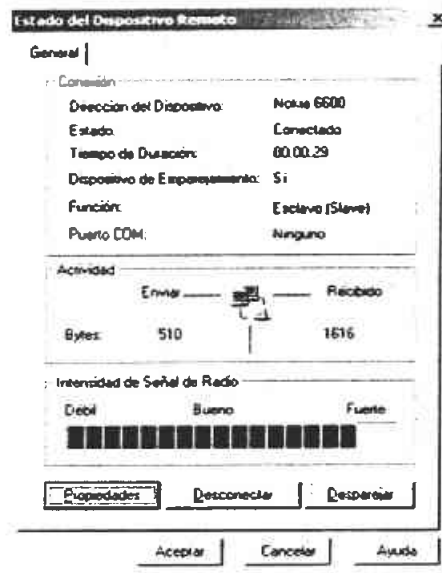 Estado del Dispositivo Remoto
General
Conexión
Dirección del Dispositivo: Nokia 6600
Estado: Conectado
Tiempo de Duración: 00:00:29
Dispositivo de Emparejamiento: Si
Función: Esclavo (Slave)
Puerto COM: Ninguno
Actividad
Enviar Recibido
Bytes: 510 1616
Intensidad de Señal de Radio
Débil Bueno Fuerte
Propiedades Desconectar Desparejar
Aceptar Cancelar Ayuda